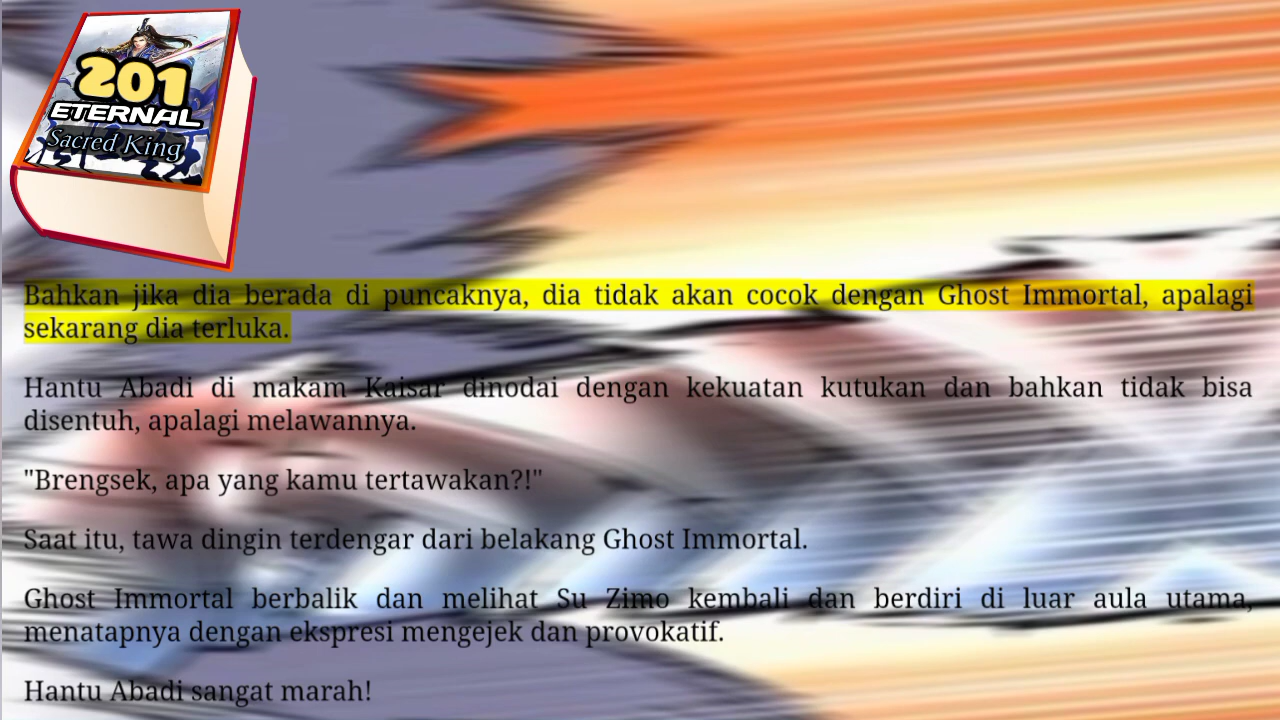 201
ETERNAL
Sacred King
Bahkan jika dia berada di puncaknya, dia tidak akan cocok dengan Ghost Immortal, apalagi
sekarang dia terluka.
Hantu Abadi di makam Kaisar dinodai dengan kekuatan kutukan dan bahkan tidak bisa
disentuh, apalagi melawannya.
"Brengsek, apa yang kamu tertawakan?!"
Saat itu, tawa dingin terdengar dari belakang Ghost Immortal.
Ghost Immortal berbalik dan melihat Su Zimo kembali dan berdiri di luar aula utama,
menatapnya dengan ekspresi mengejek dan provokatif.
Hantu Abadi sangat marah!